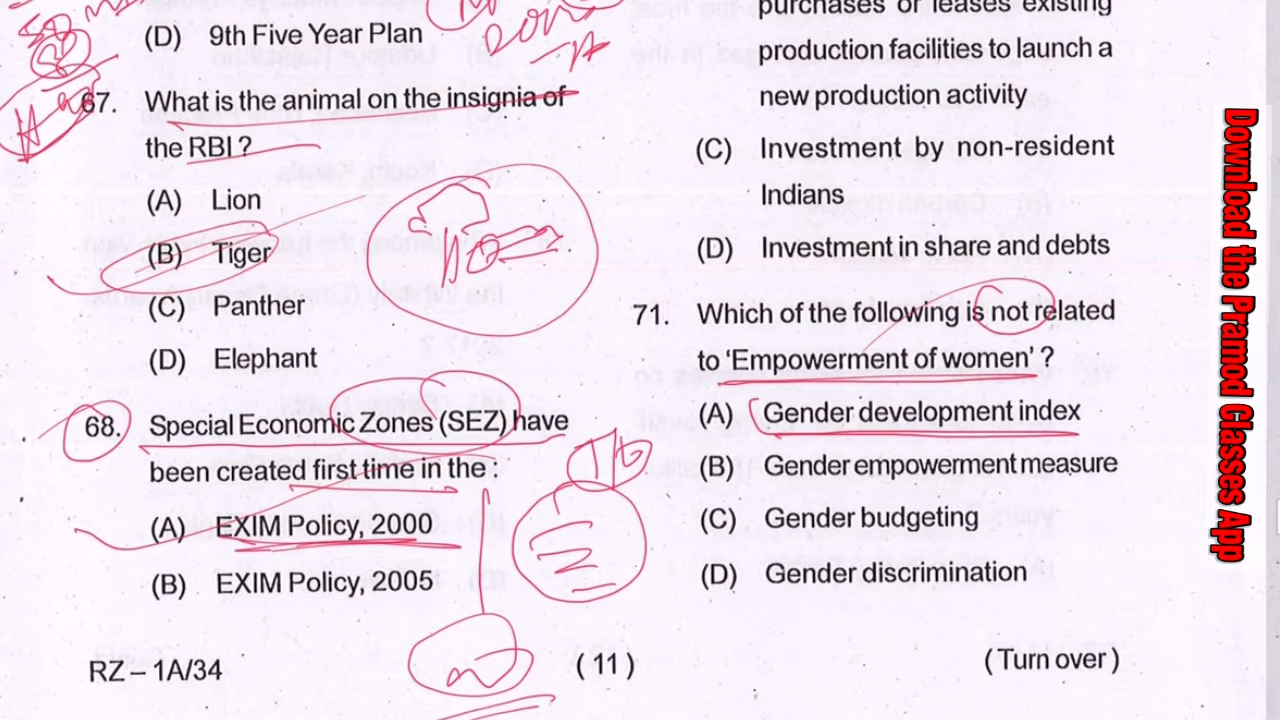 (D) 9th Five Year Plan
67. What is the animal on the insignia of
the RBI ?
(A) Lion
(B) Tiger
(C) Panther
(D) Elephant
68. Special Economic Zones (SEZ) have
been created first time in the :
(A) EXIM Policy, 2000
(B) EXIM Policy, 2005
RZ – 1A/34
purchases or leases existing
production facilities to launch a
new production activity
(C) Investment by non-resident
Indians
(D) Investment in share and debts
71. Which of the following is not related
to 'Empowerment of women' ?
(A) Gender development index
(B) Gender empowerment measure
(C) Gender budgeting
(D) Gender discrimination
( 11 )
( Turn over )
Download the Pramod Classes App